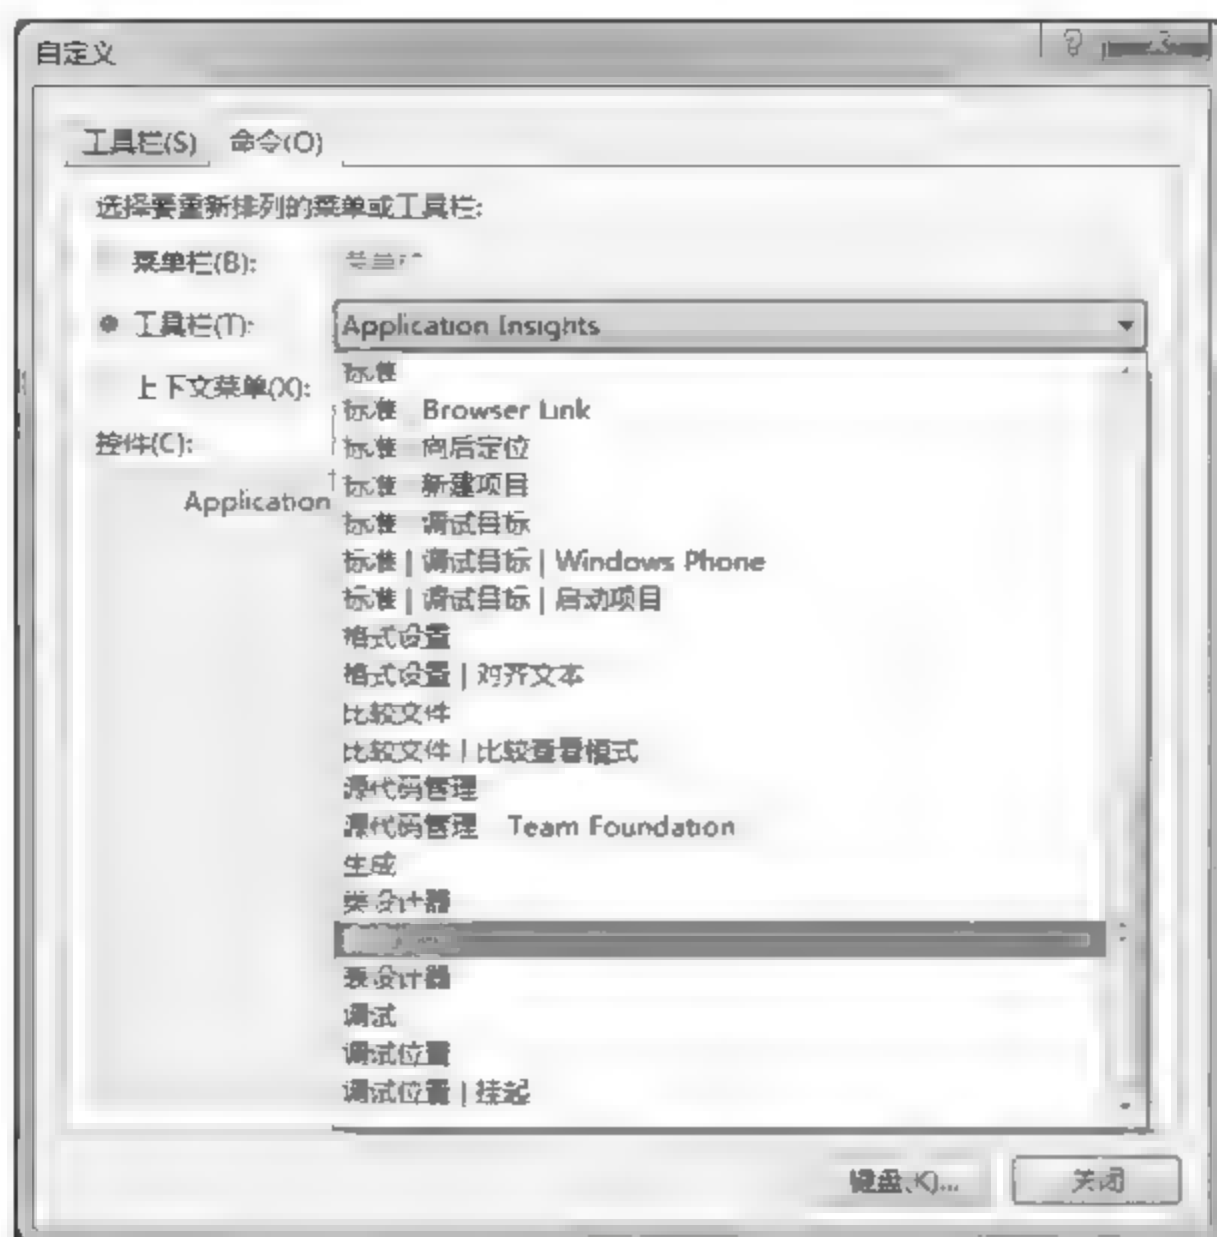 自定义
工具栏(S) 命令(O)
选择要重新排列的菜单或工具栏:
菜单栏(B):
工具栏(T): Application Insights
上下文菜单(X):
控件(C):
Application
标准
标准 Browser Link
标准 向后定位
标准 新建项目
标准 调试目标
标准 | 调试目标 | Windows Phone
标准 | 调试目标 | 启动项目
格式设置
格式设置 | 对齐文本
比较文件
比较文件 | 比较查看模式
源代码管理
源代码管理 Team Foundation
生成
类设计器
表设计器
调试
调试位置
调试位置 | 挂起
键盘(K)...
关闭